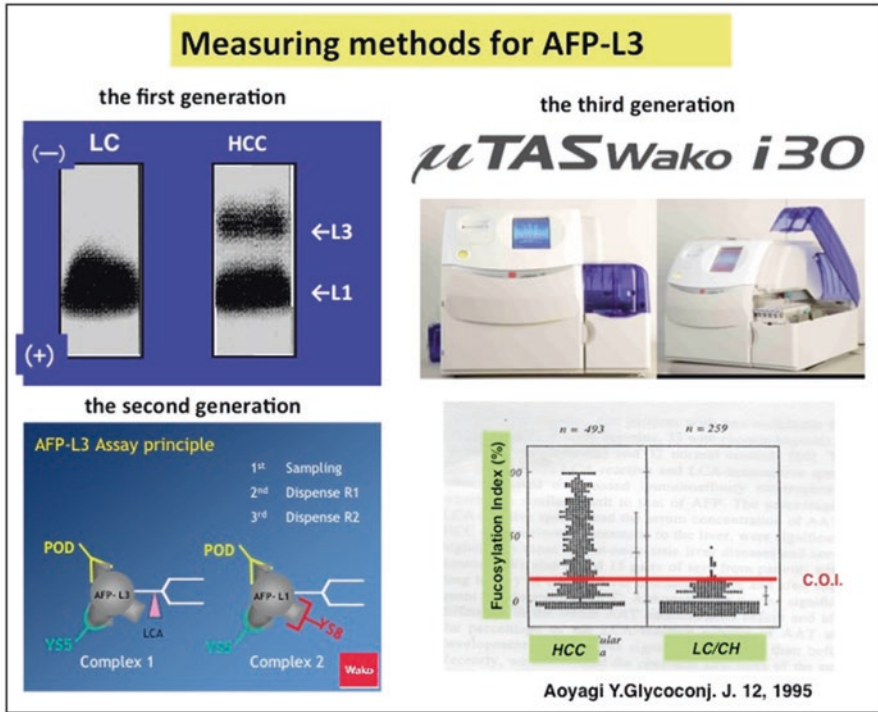 Measuring methods for AFP-L3
the first generation
(—)
LC
HCC
←L3
←L1
(+)
the third generation
µTASWako i30
the second generation
AFP-L3 Assay principle
1st Sampling
2nd Dispense R1
3rd Dispense R2
POD
POD
AFP- L3
AFP- L1
LCA
YS5
YS5
YS8
Complex 1
Complex 2
Wako
n = 493
n = 259
Fucosylation Index (%)
0
C.O.I.
HCC
LC/CH
Aoyagi Y.Glycoconj. J. 12, 1995